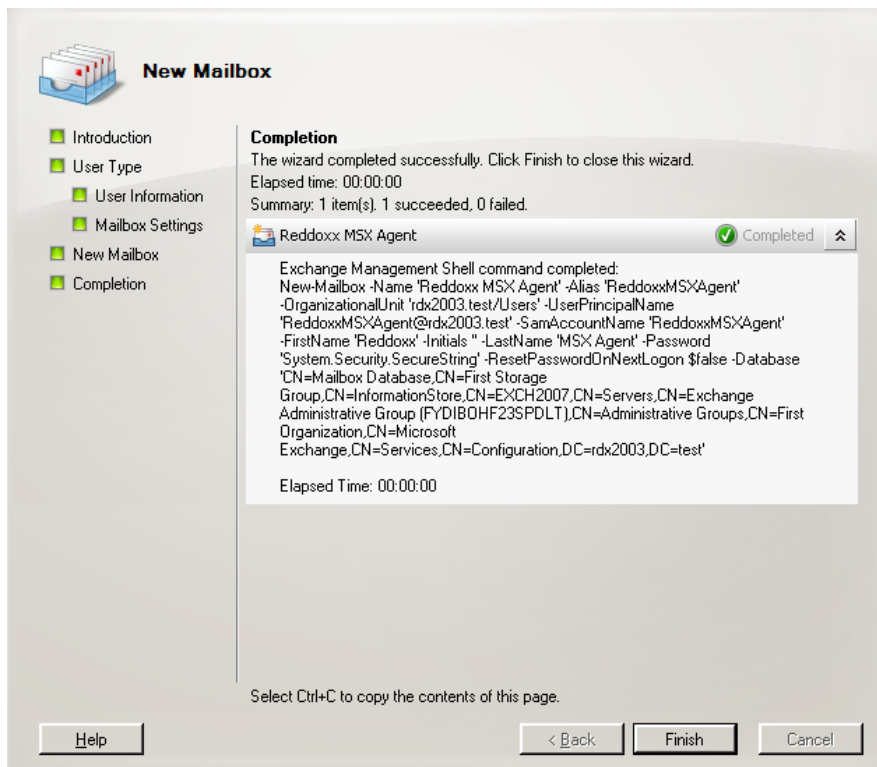 New Mailbox
Introduction
User Type
User Information
Mailbox Settings
New Mailbox
Completion
Completion
The wizard completed successfully. Click Finish to close this wizard.
Elapsed time: 00:00:00
Summary: 1 item(s). 1 succeeded, 0 failed.
Reddoxx MSX Agent
Completed
Exchange Management Shell command completed:
New-Mailbox -Name 'Reddoxx MSX Agent' -Alias 'ReddoxxMSXAgent'
-OrganizationalUnit 'rdx2003.test/Users' -UserPrincipalName
'ReddoxxMSXAgent@rdx2003.test' -SamAccountName 'ReddoxxMSXAgent'
-FirstName 'Reddoxx' -Initials '' -LastName 'MSX Agent' -Password
'System.Security.SecureString' -ResetPasswordOnNextLogon $false -Database
'CN=Mailbox Database,CN=First Storage
Group,CN=InformationStore,CN=EXCH2007,CN=Servers,CN=Exchange
Administrative Group (FYDIBOHF23SPDLT),CN=Administrative Groups,CN=First
Organization,CN=Microsoft
Exchange,CN=Services,CN=Configuration,DC=rdx2003,DC=test'
Elapsed Time: 00:00:00
Select Ctrl+C to copy the contents of this page.
Help
< Back
Finish
Cancel